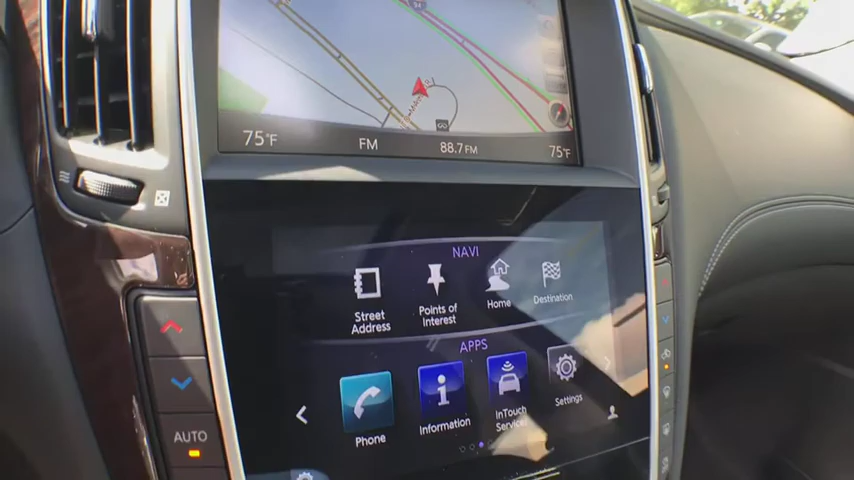 75°F
FM
88.7 FM
75°F
NAVI
Street
Address
Points of
Interest
Home
Destination
APPS
Phone
Information
InTouch
Services
Settings
AUTO